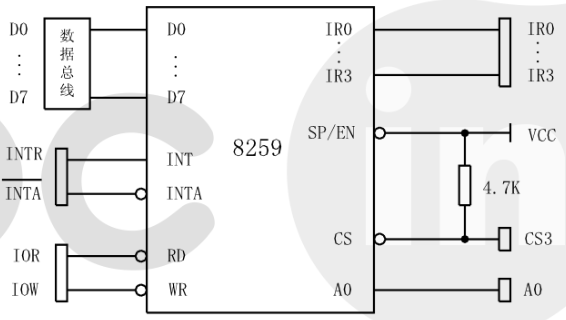 D0 数据总线 D0 IR0 IR0
D7 D7 IR3 IR3
SP/EN VCC
8259
INTR INT 4.7K
INTA INTA
CS CS3
IOR RD
IOW WR A0 A0